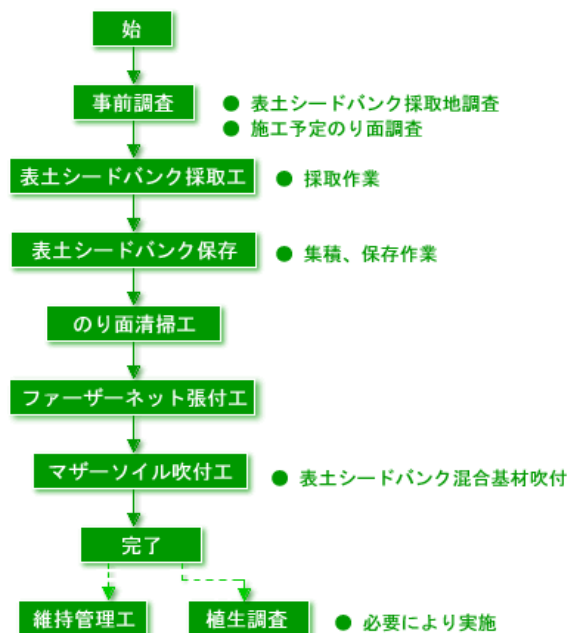 始
事前調査
● 表土シードバンク採取地調査
● 施工予定のり面調査
表土シードバンク採取工
● 採取作業
表土シードバンク保存
● 集積、保存作業
のり面清掃工
ファーザーネット張付工
マザーソイル吹付工
● 表土シードバンク混合基材吹付
完了
維持管理工
植生調査
● 必要により実施